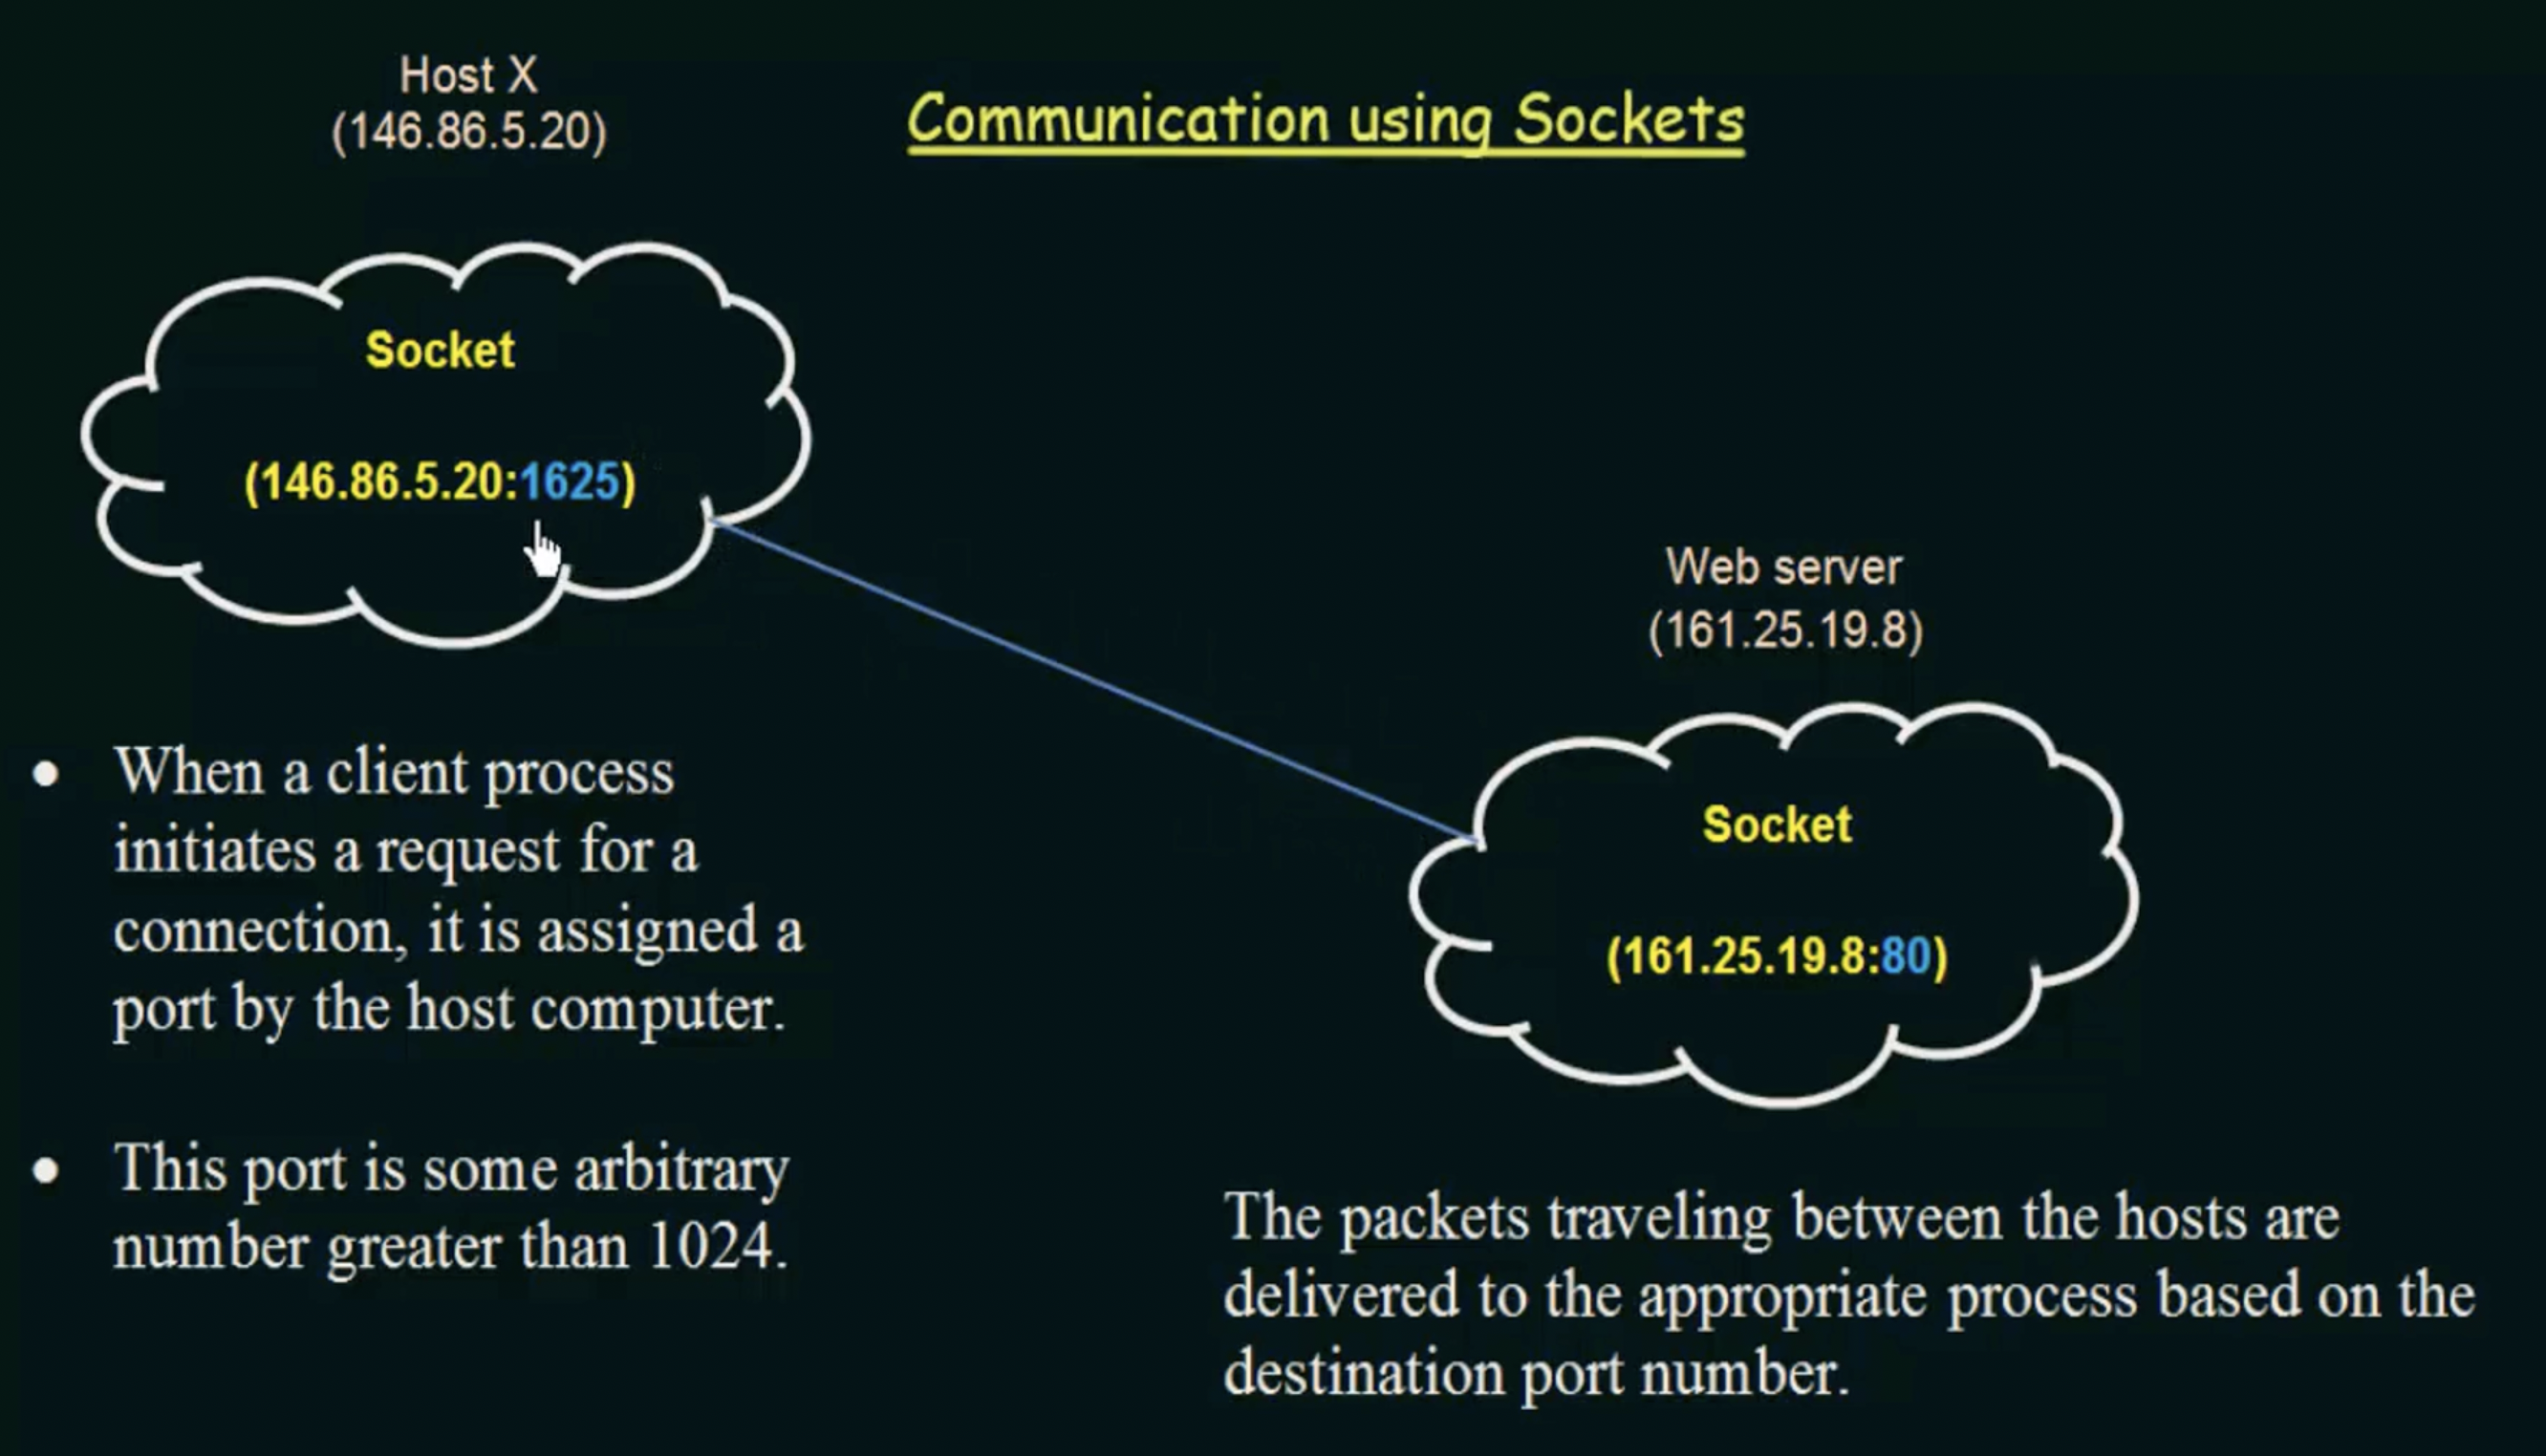 Host X
(146.86.5.20)
Communication using Sockets
Socket
(146.86.5.20:1625)
Web server
(161.25.19.8)
Socket
(161.25.19.8:80)
• When a client process
initiates a request for a
connection, it is assigned a
port by the host computer.
• This port is some arbitrary
number greater than 1024.
The packets traveling between the hosts are
delivered to the appropriate process based on the
destination port number.